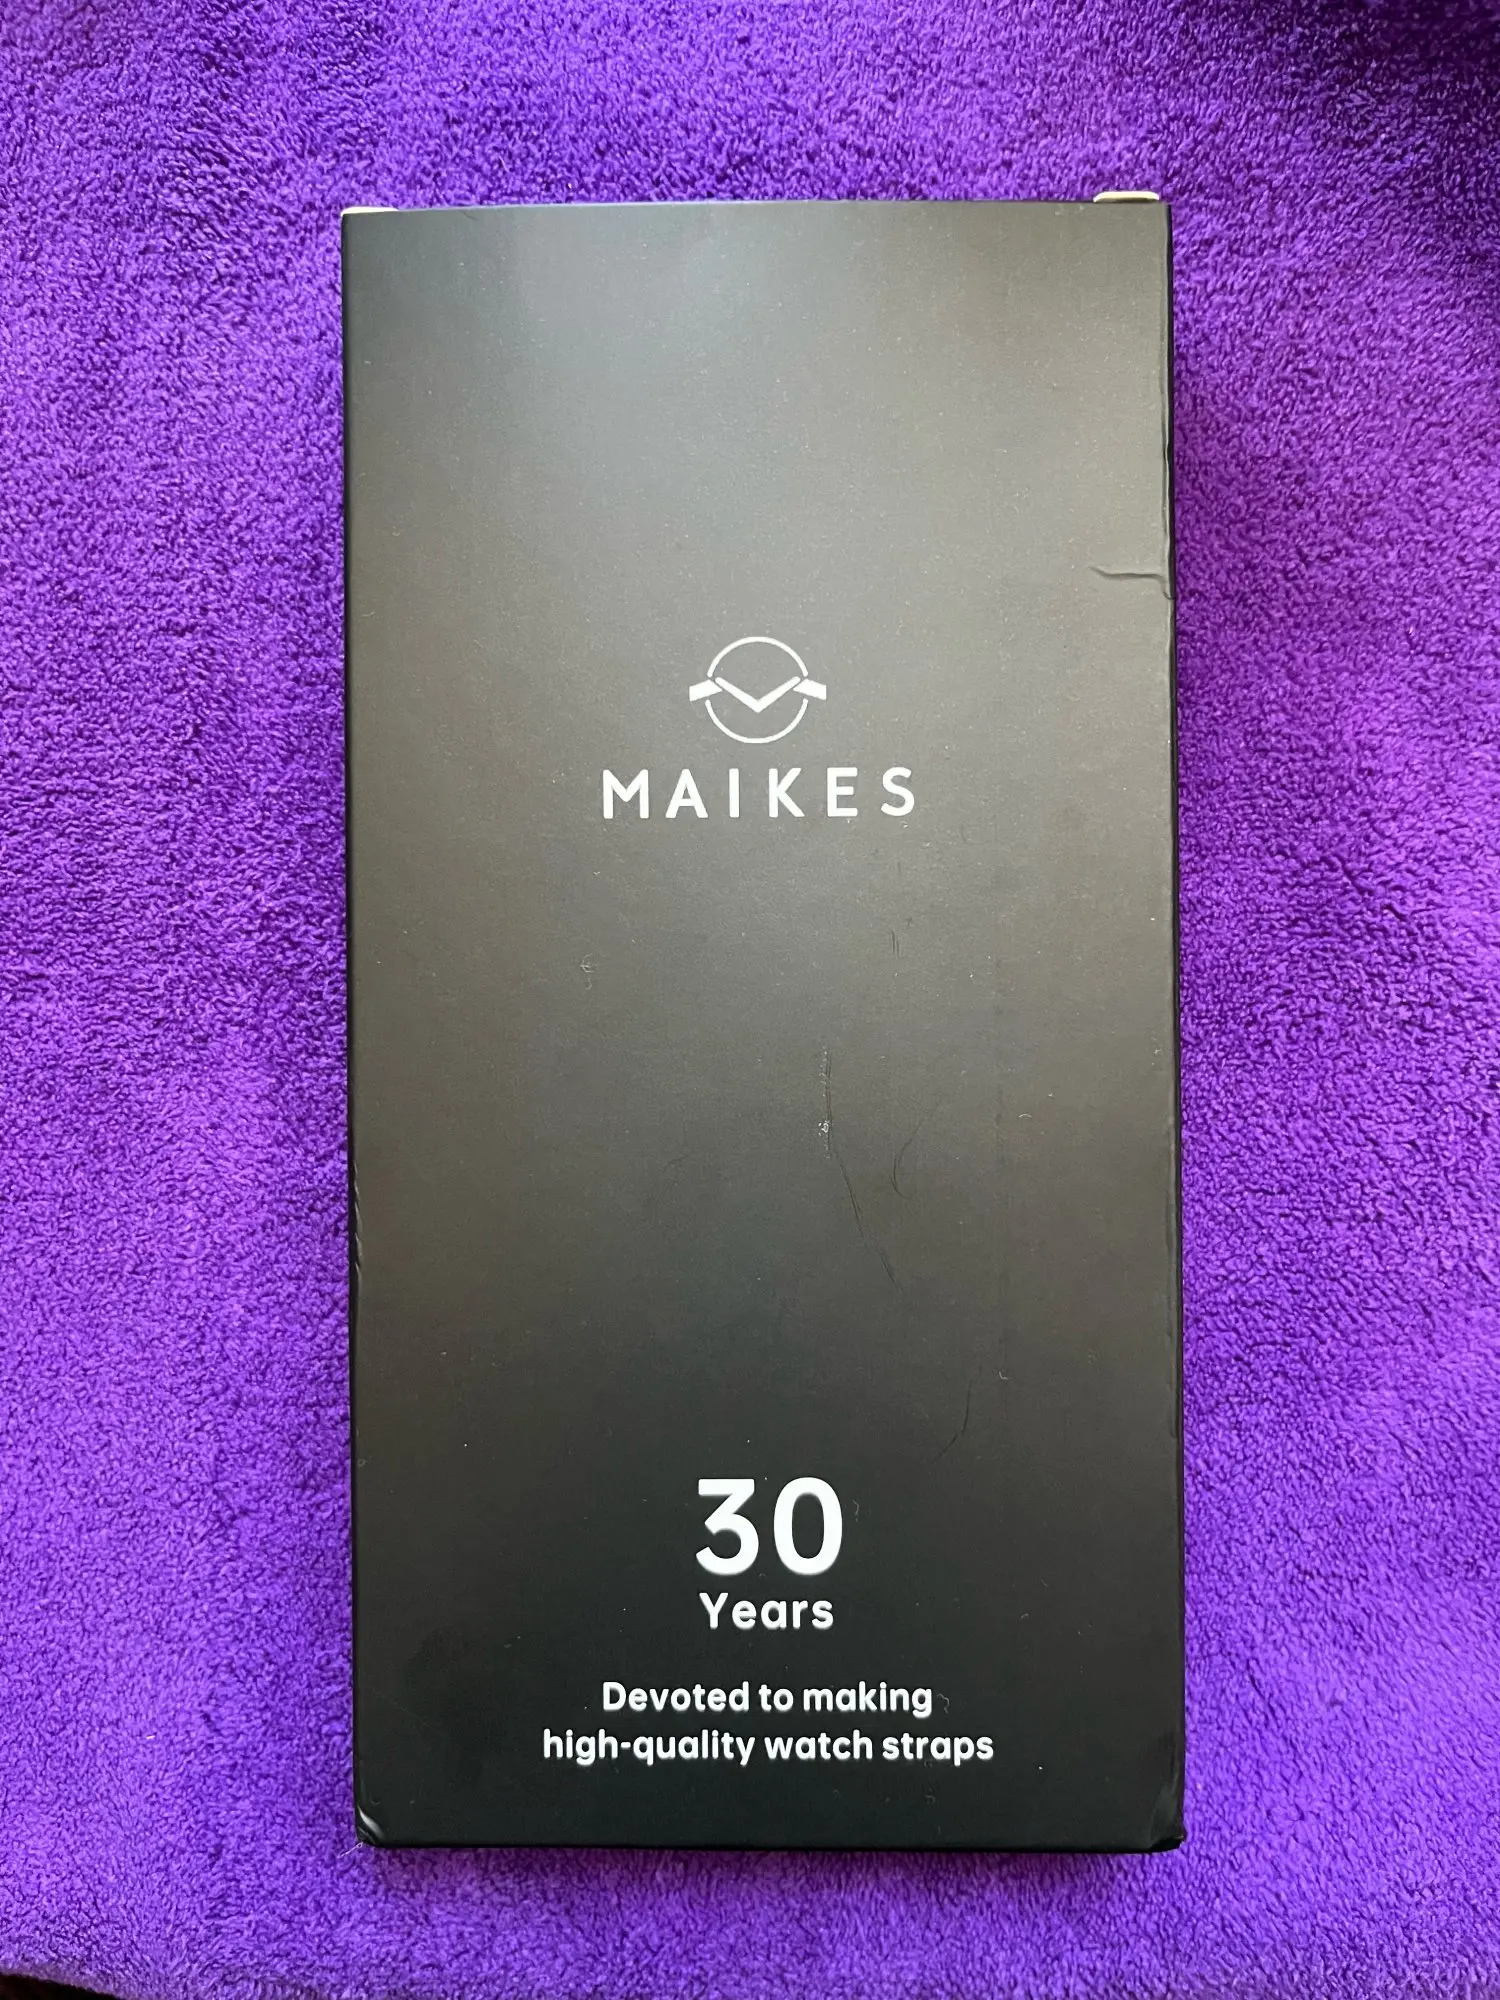 MAIKES
30
Years
Devoted to making
high-quality watch straps